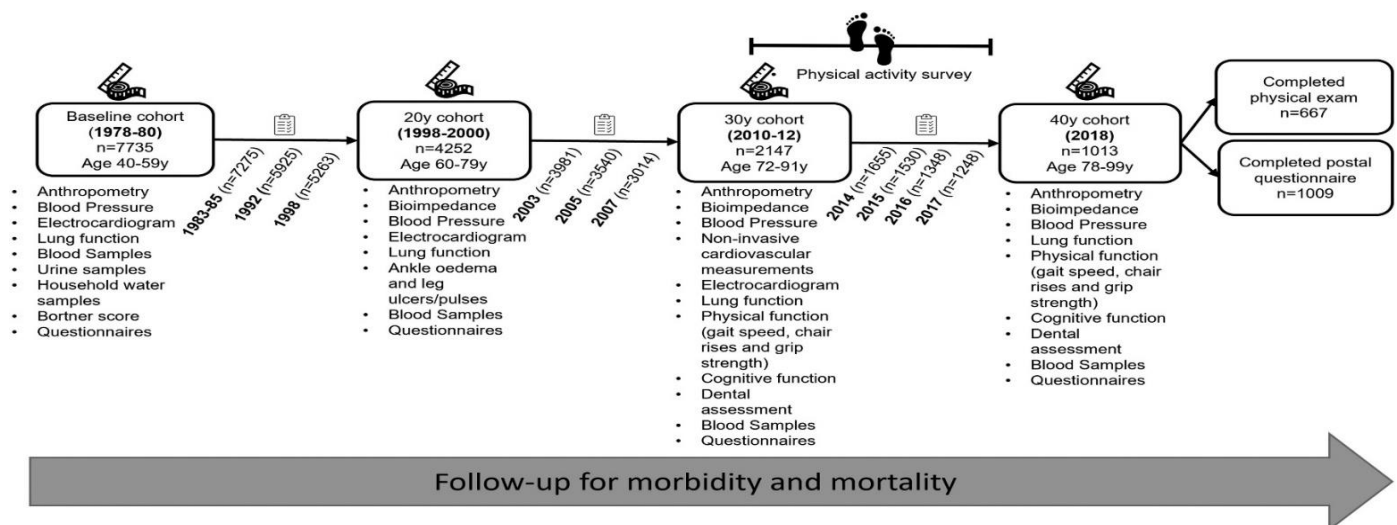 Physical activity survey
Baseline cohort
(1978-80)
n=7735
Age 40-59y
1983-85 (n=7275)
1992 (n=5925)
1998 (n=5263)
20y cohort
(1998-2000)
n=4252
Age 60-79y
2003 (n=3981)
2005 (n=3540)
2007 (n=3014)
30y cohort
(2010-12)
n=2147
Age 72-91y
2014 (n=1655)
2015 (n=1530)
2016 (n=1348)
2017 (n=1248)
40y cohort
(2018)
n=1013
Age 78-99y
Completed
physical exam
n=667
Completed postal
questionnaire
n=1009
• Anthropometry
• Blood Pressure
• Electrocardiogram
• Lung function
• Blood Samples
• Urine samples
• Household water
samples
• Bortner score
• Questionnaires
• Anthropometry
• Bioimpedance
• Blood Pressure
• Electrocardiogram
• Lung function
• Ankle oedema
and leg
ulcers/pulses
• Blood Samples
• Questionnaires
• Anthropometry
• Bioimpedance
• Blood Pressure
• Non-invasive
cardiovascular
measurements
• Electrocardiogram
• Lung function
• Physical function
(gait speed, chair
rises and grip
strength)
• Cognitive function
• Dental
assessment
• Blood Samples
• Questionnaires
• Anthropometry
• Bioimpedance
• Blood Pressure
• Lung function
• Physical function
(gait speed, chair
rises and grip
strength)
• Cognitive function
• Dental
assessment
• Blood Samples
• Questionnaires
Follow-up for morbidity and mortality